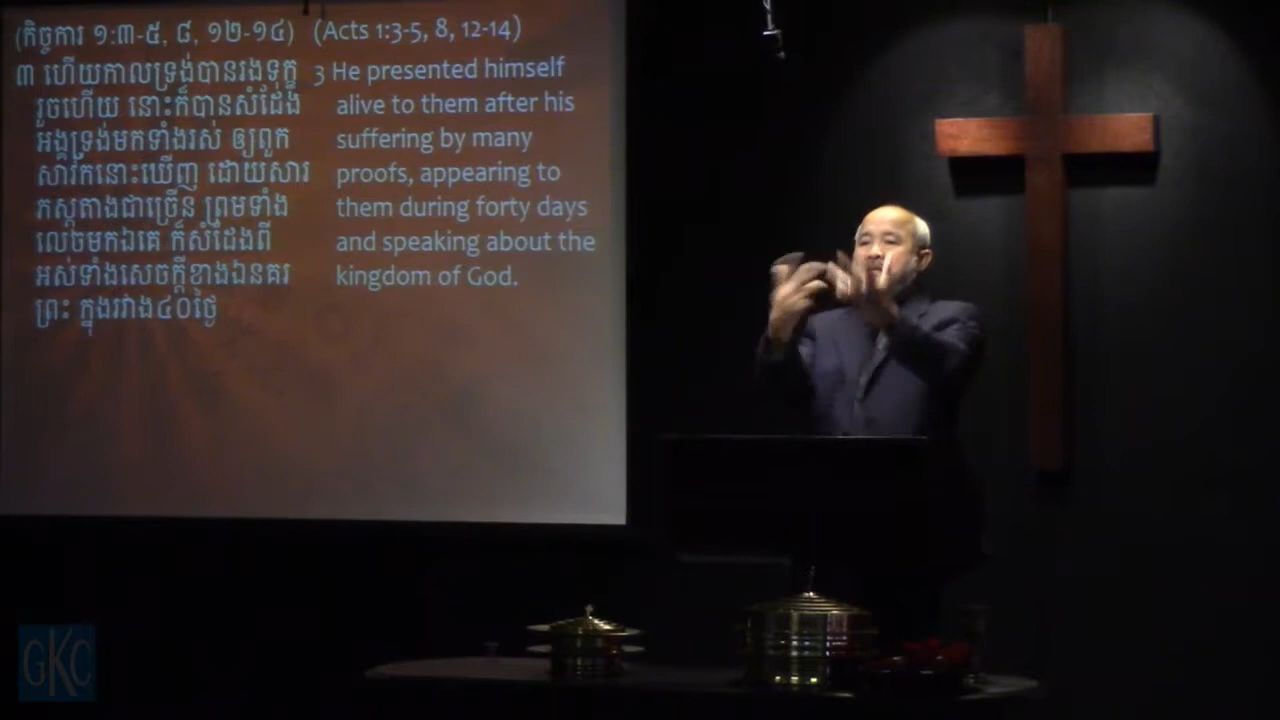 (កិច្ចការ ១:៣-៥, ៨, ១២-១៤)
៣ ហើយកាលទ្រង់បានរងទុក្ខ
រួចហើយ នោះក៏បានសំដែង
អង្គទ្រង់មកទាំងរស់ ឲ្យពួក
សាវ័កនោះឃើញ ដោយសារ
ភស្តុតាងជាច្រើន ព្រមទាំង
លេចមកឯគេ ក៏សំដែងពី
អស់ទាំងសេចក្ដីខាងឯនគរ
ព្រះ ក្នុងរវាង៤០ថ្ងៃ
(Acts 1:3-5, 8, 12-14)
3 He presented himself
alive to them after his
suffering by many
proofs, appearing to
them during forty days
and speaking about the
kingdom of God.
GKC